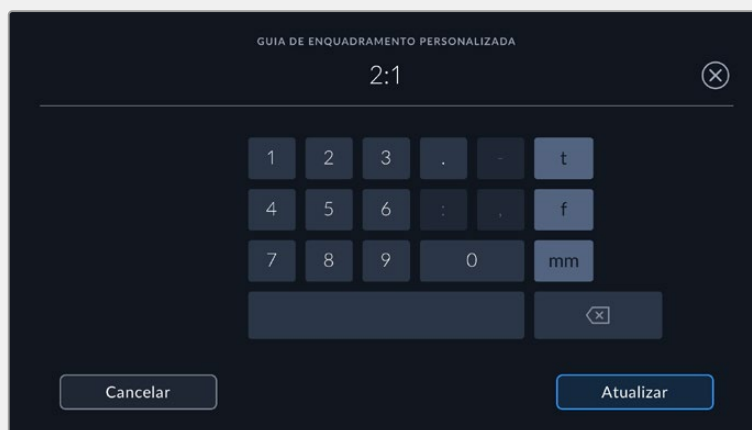 GUIA DE ENQUADRAMENTO PERSONALIZADA
2:1
1 2 3 . - t
4 5 6 : , f
7 8 9 0 mm
Cancelar Atualizar